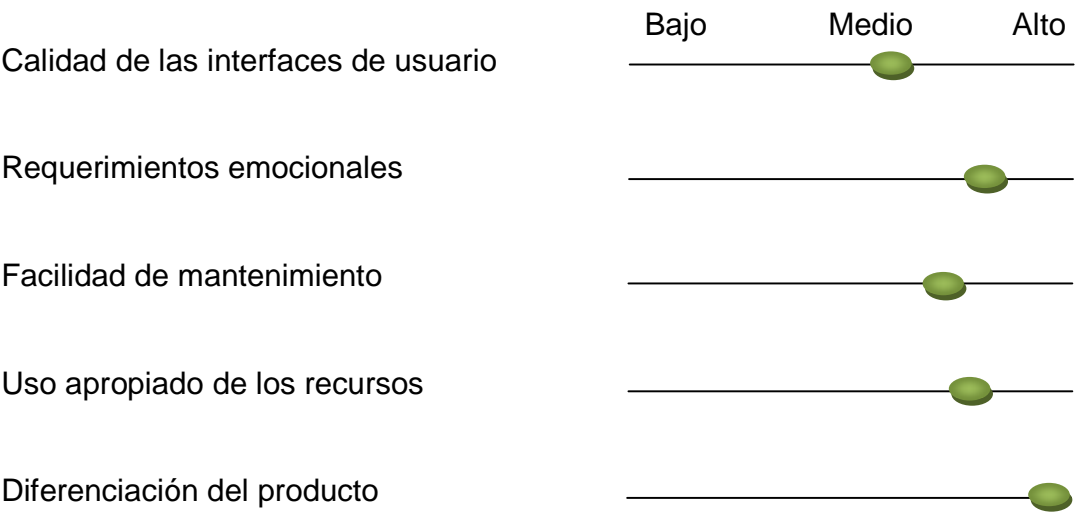 Bajo Medio Alto
Calidad de las interfaces de usuario
Requerimientos emocionales
Facilidad de mantenimiento
Uso apropiado de los recursos
Diferenciación del producto